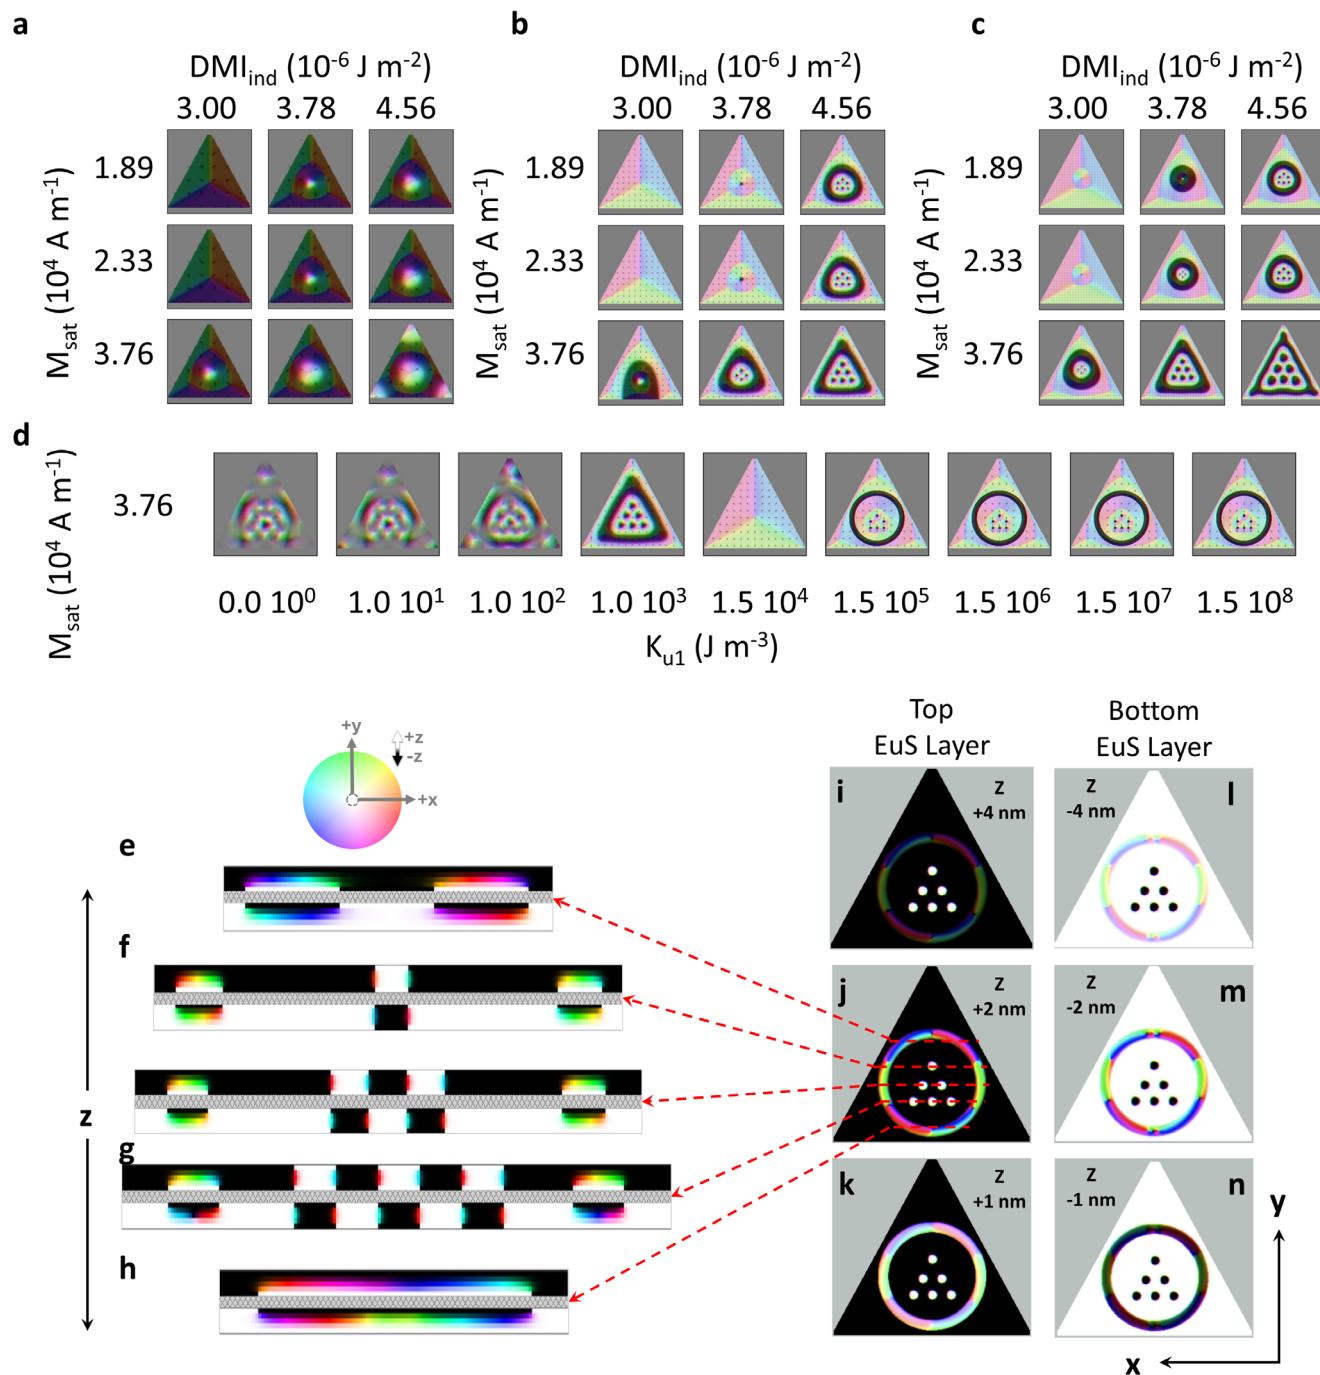 a
DMI_ind (10^-6 J m^-2)
3.00 3.78 4.56
M_sat (10^4 A m^-1)
1.89
2.33
3.76
b
DMI_ind (10^-6 J m^-2)
3.00 3.78 4.56
M_sat (10^4 A m^-1)
1.89
2.33
3.76
c
DMI_ind (10^-6 J m^-2)
3.00 3.78 4.56
M_sat (10^4 A m^-1)
1.89
2.33
3.76
d
M_sat (10^4 A m^-1)
3.76
0.0 10^0 1.0 10^1 1.0 10^2 1.0 10^3 1.5 10^4 1.5 10^5 1.5 10^6 1.5 10^7 1.5 10^8
K_u1 (J m^-3)
+y
+z
-z
+x
e
f
z
g
h
Top
EuS Layer
Bottom
EuS Layer
i
Z
+4 nm
Z
-4 nm
l
j
Z
+2 nm
Z
-2 nm
m
k
Z
+1 nm
Z
-1 nm
n
y
x